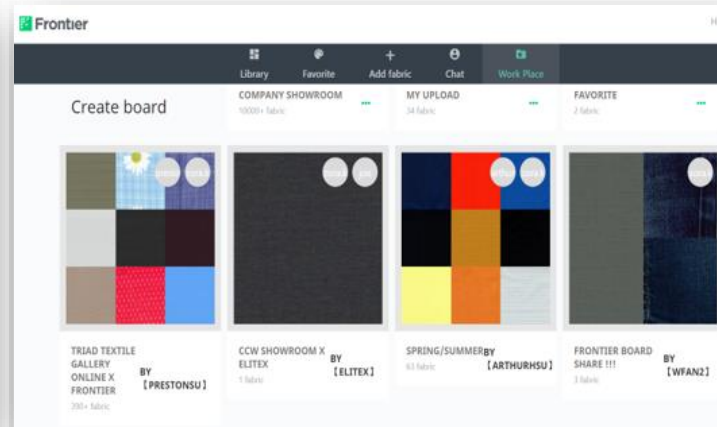 Frontier
H
Library Favorite Add fabric Chat Work Place
Create board
COMPANY SHOWROOM
10000+ fabric
MY UPLOAD
34 fabric
FAVORITE
2 fabric
TRIAD TEXTILE
GALLERY
ONLINE X
FRONTIER
BY
【PRESTONSU】
390+ fabric
CCW SHOWROOM X
ELITEX
BY
【ELITEX】
1 fabric
SPRING/SUMMER
BY
【ARTHURHSU】
63 fabric
FRONTIER BOARD
SHARE !!!
BY
【WFAN2】
3 fabric